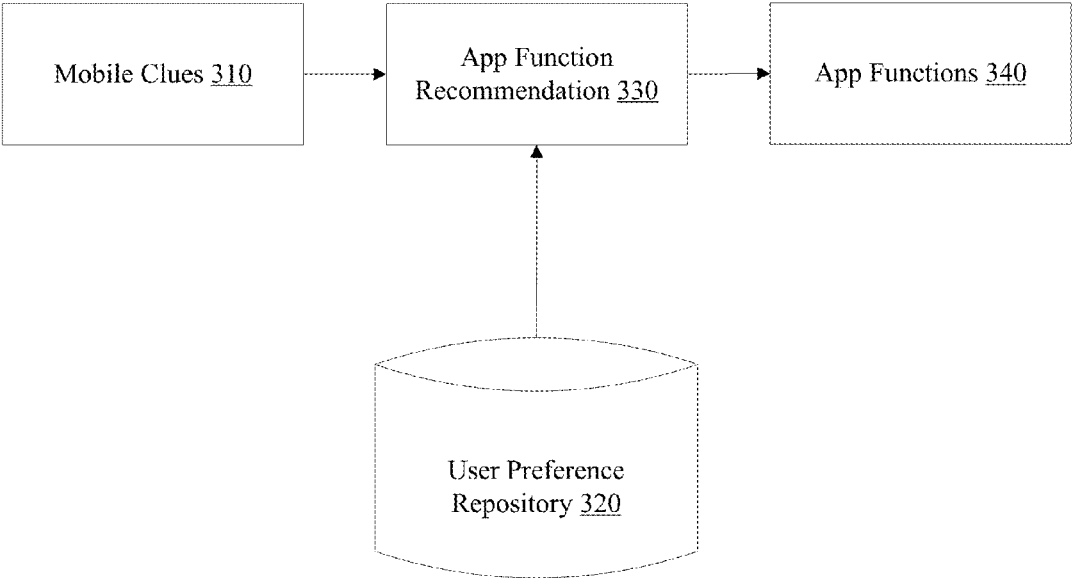 Mobile Clues 310
App Function
Recommendation 330
App Functions 340
User Preference
Repository 320